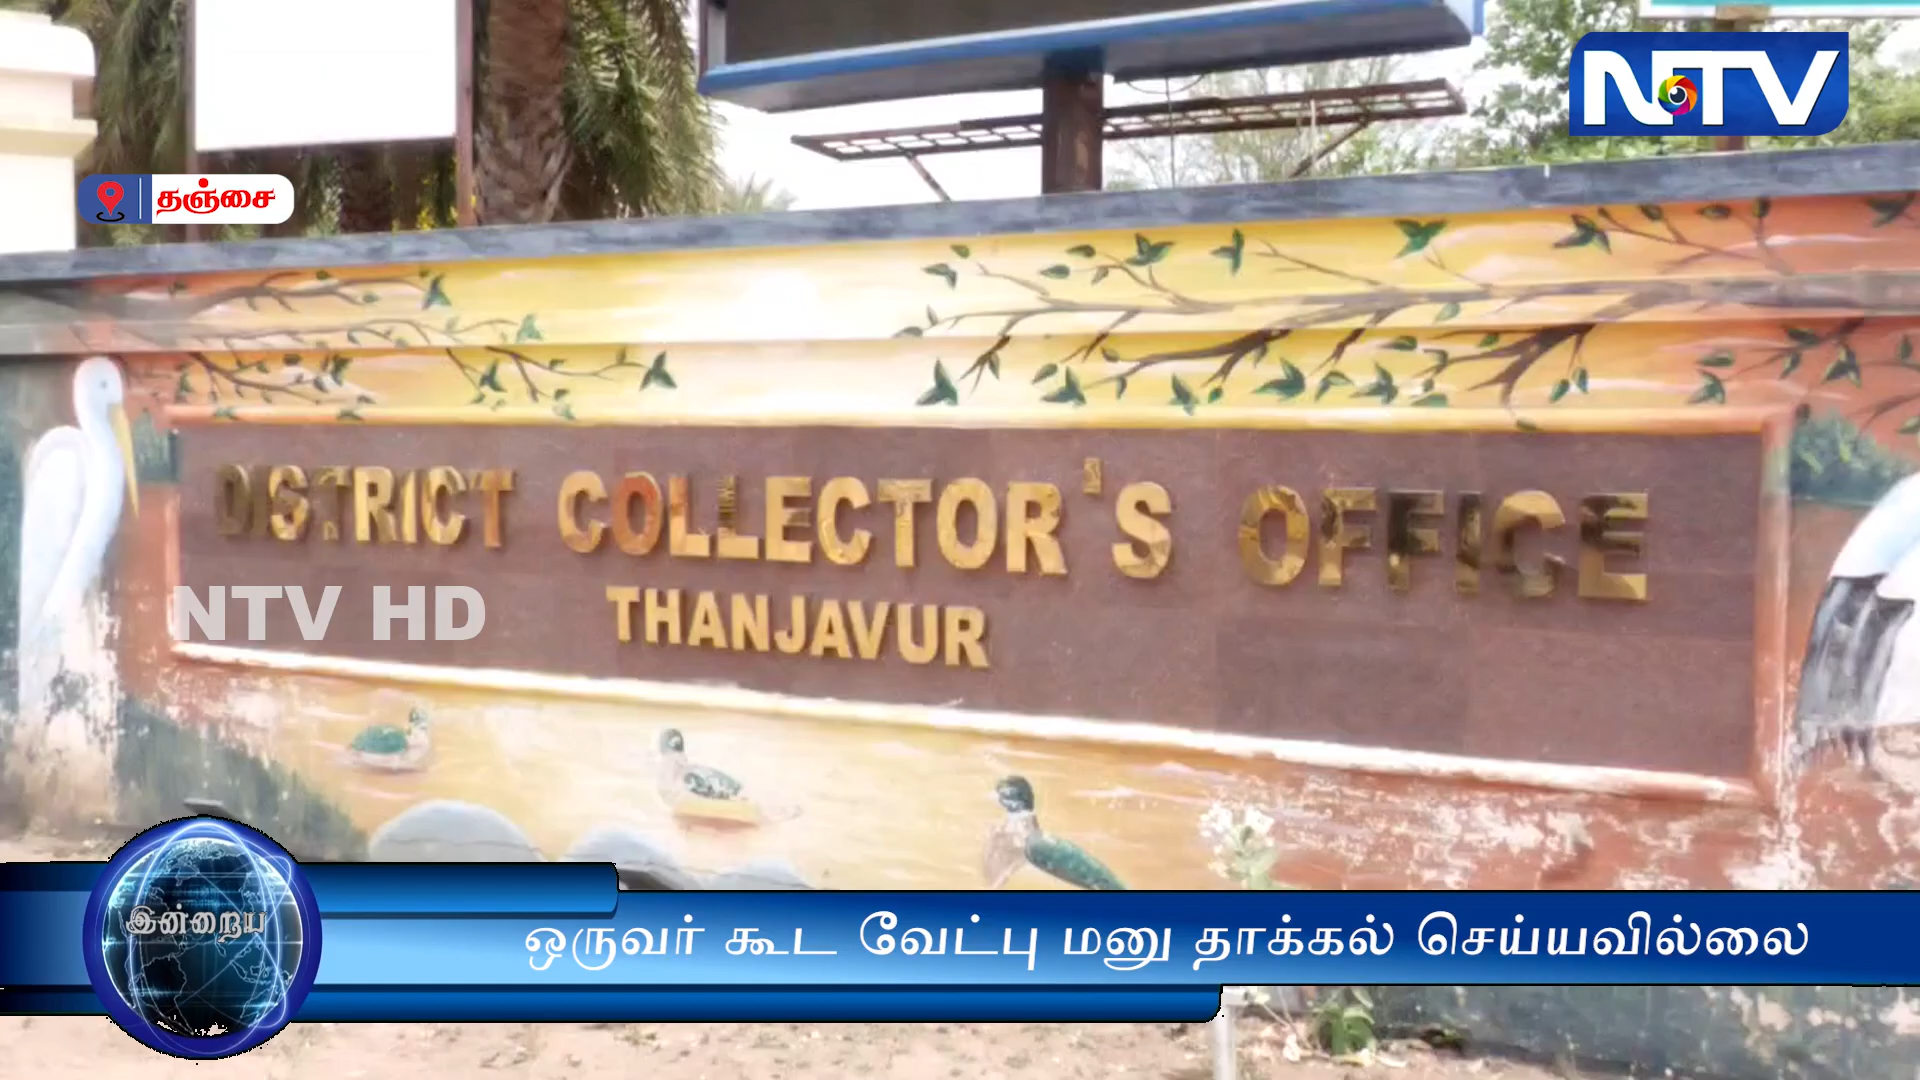 NTV
தஞ்சை
DISTRICT COLLECTOR'S OFFICE
THANJAVUR
NTV HD
இன்றைய
ஒருவர் கூட வேட்பு மனு தாக்கல் செய்யவில்லை